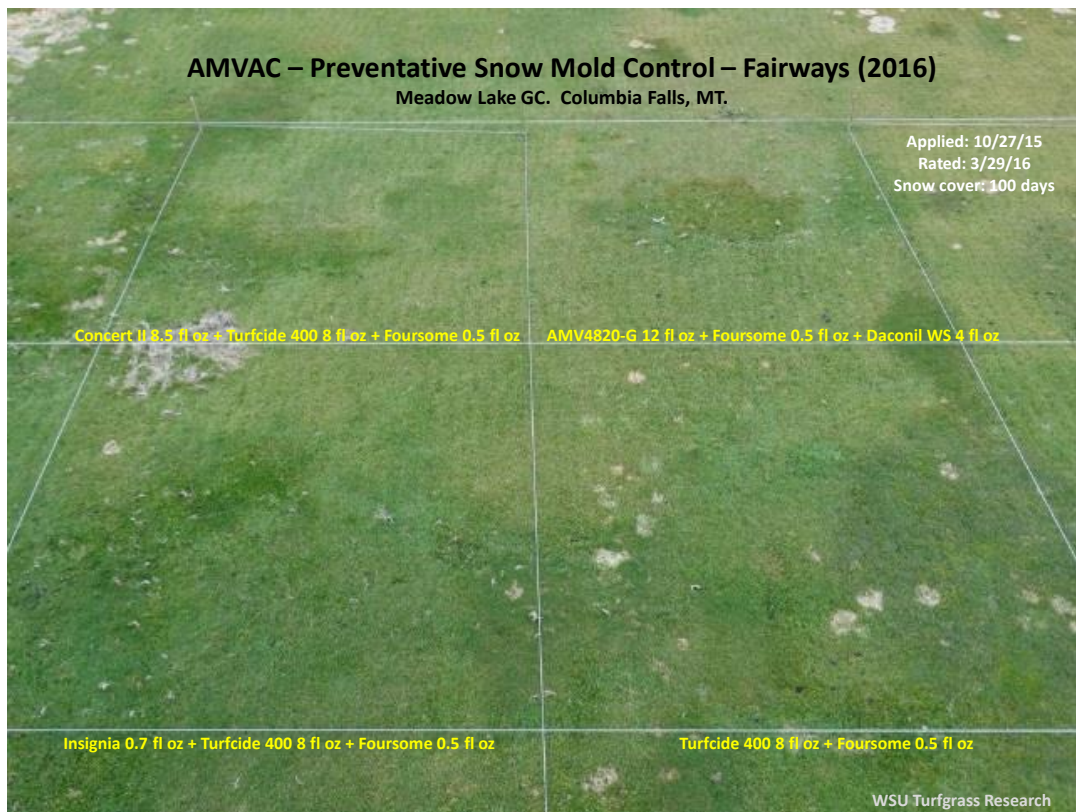 AMVAC – Preventative Snow Mold Control – Fairways (2016)
Meadow Lake GC.  Columbia Falls, MT.
Applied: 10/27/15
Rated: 3/29/16
Snow cover: 100 days
Concert II 8.5 fl oz + Turfcide 400 8 fl oz + Foursome 0.5 fl oz
AMV4820-G 12 fl oz + Foursome 0.5 fl oz + Daconil WS 4 fl oz
Insignia 0.7 fl oz + Turfcide 400 8 fl oz + Foursome 0.5 fl oz
Turfcide 400 8 fl oz + Foursome 0.5 fl oz
WSU Turfgrass Research